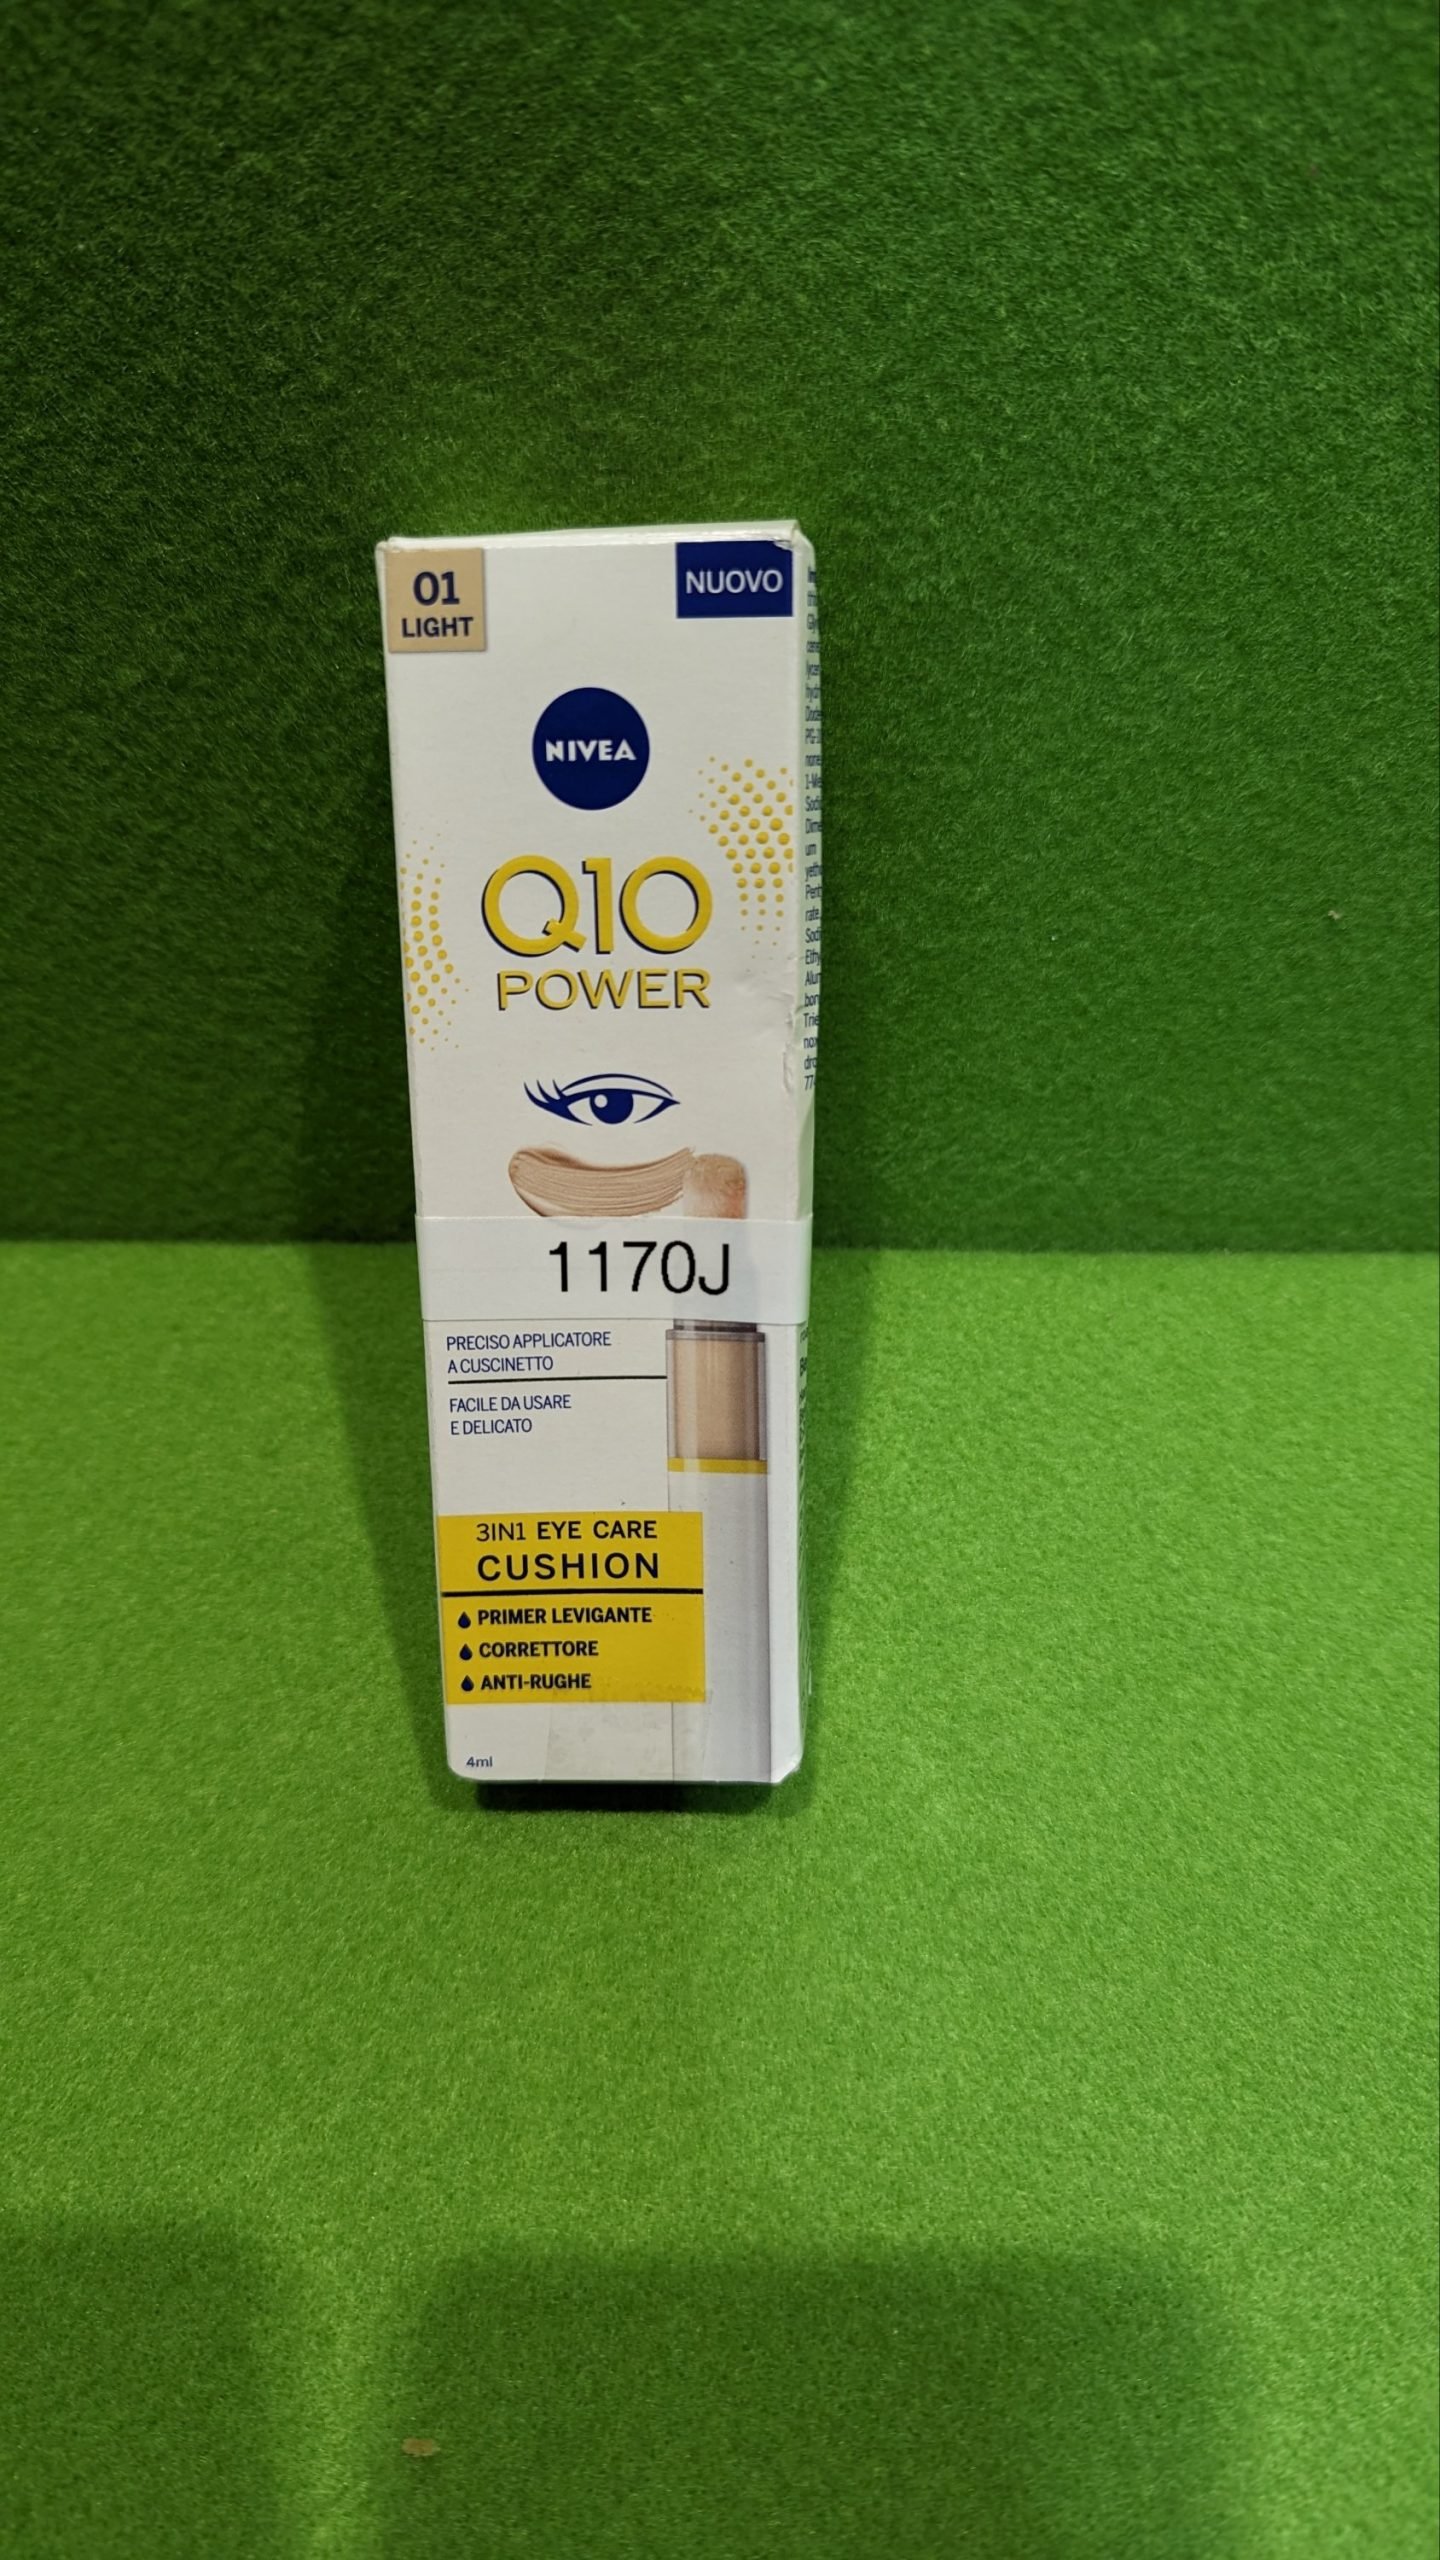 01
LIGHT
NUOVO
NIVEA
Q10
POWER
1170J
PRECISO APPLICATORE
A CUSCINETTO
FACILE DA USARE
E DELICATO
3IN1 EYE CARE
CUSHION
PRIMER LEVIGANTE
CORRETTORE
ANTI-RUGHE
4ml